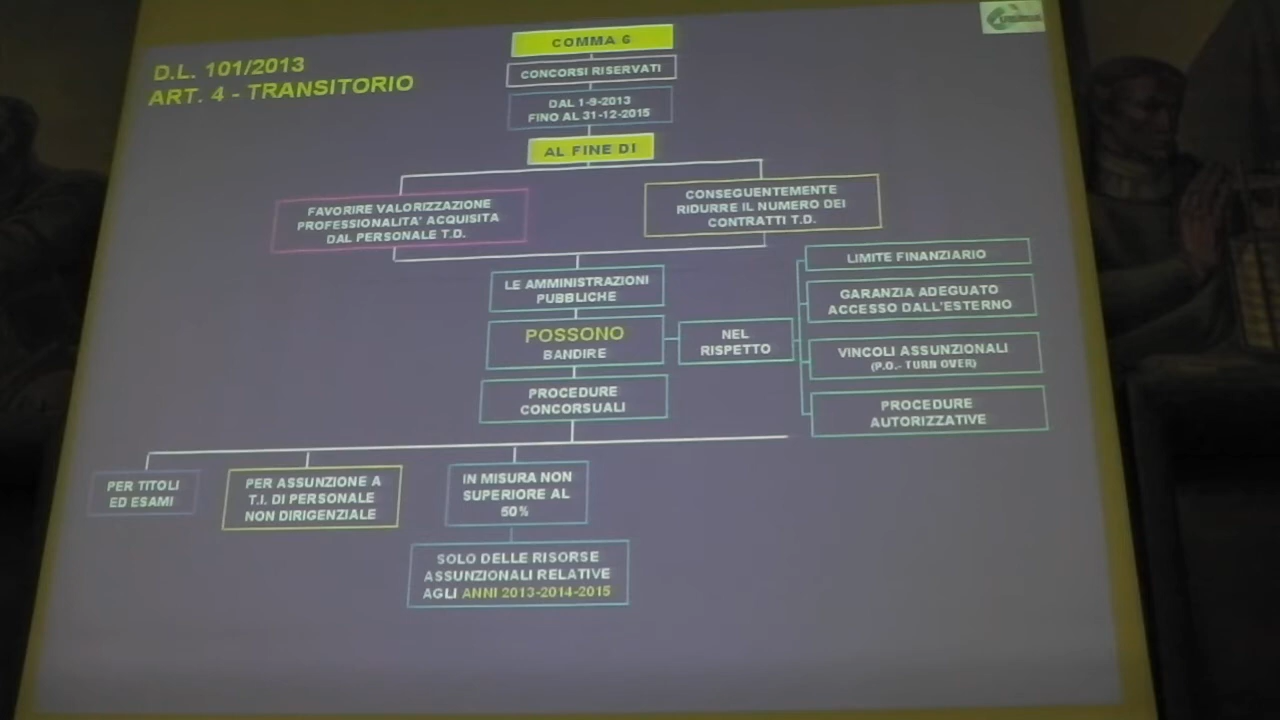 D.L. 101/2013
ART. 4 - TRANSITORIO
COMMA 6
CONCORSI RISERVATI
DAL 1-9-2013
FINO AL 31-12-2015
AL FINE DI
FAVORIRE VALORIZZAZIONE
PROFESSIONALITA' ACQUISITA
DAL PERSONALE T.D.
CONSEGUENTEMENTE
RIDURRE IL NUMERO DEI
CONTRATTI T.D.
LE AMMINISTRAZIONI
PUBBLICHE
POSSONO
BANDIRE
NEL
RISPETTO
LIMITE FINANZIARIO
GARANZIA ADEGUATO
ACCESSO DALL'ESTERNO
VINCOLI ASSUNZIONALI
(P.O.- TURN OVER)
PROCEDURE
AUTORIZZATIVE
PROCEDURE
CONCORSUALI
PER TITOLI
ED ESAMI
PER ASSUNZIONE A
T.I. DI PERSONALE
NON DIRIGENZIALE
IN MISURA NON
SUPERIORE AL
50%
SOLO DELLE RISORSE
ASSUNZIONALI RELATIVE
AGLI ANNI 2013-2014-2015